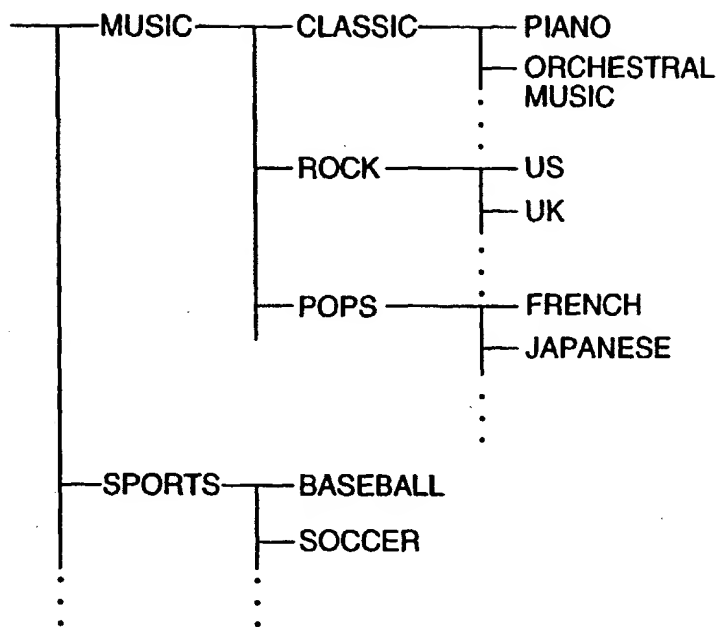 MUSIC CLASSIC PIANO
ORCHESTRAL
MUSIC
ROCK US
UK
POPS FRENCH
JAPANESE
SPORTS BASEBALL
SOCCER